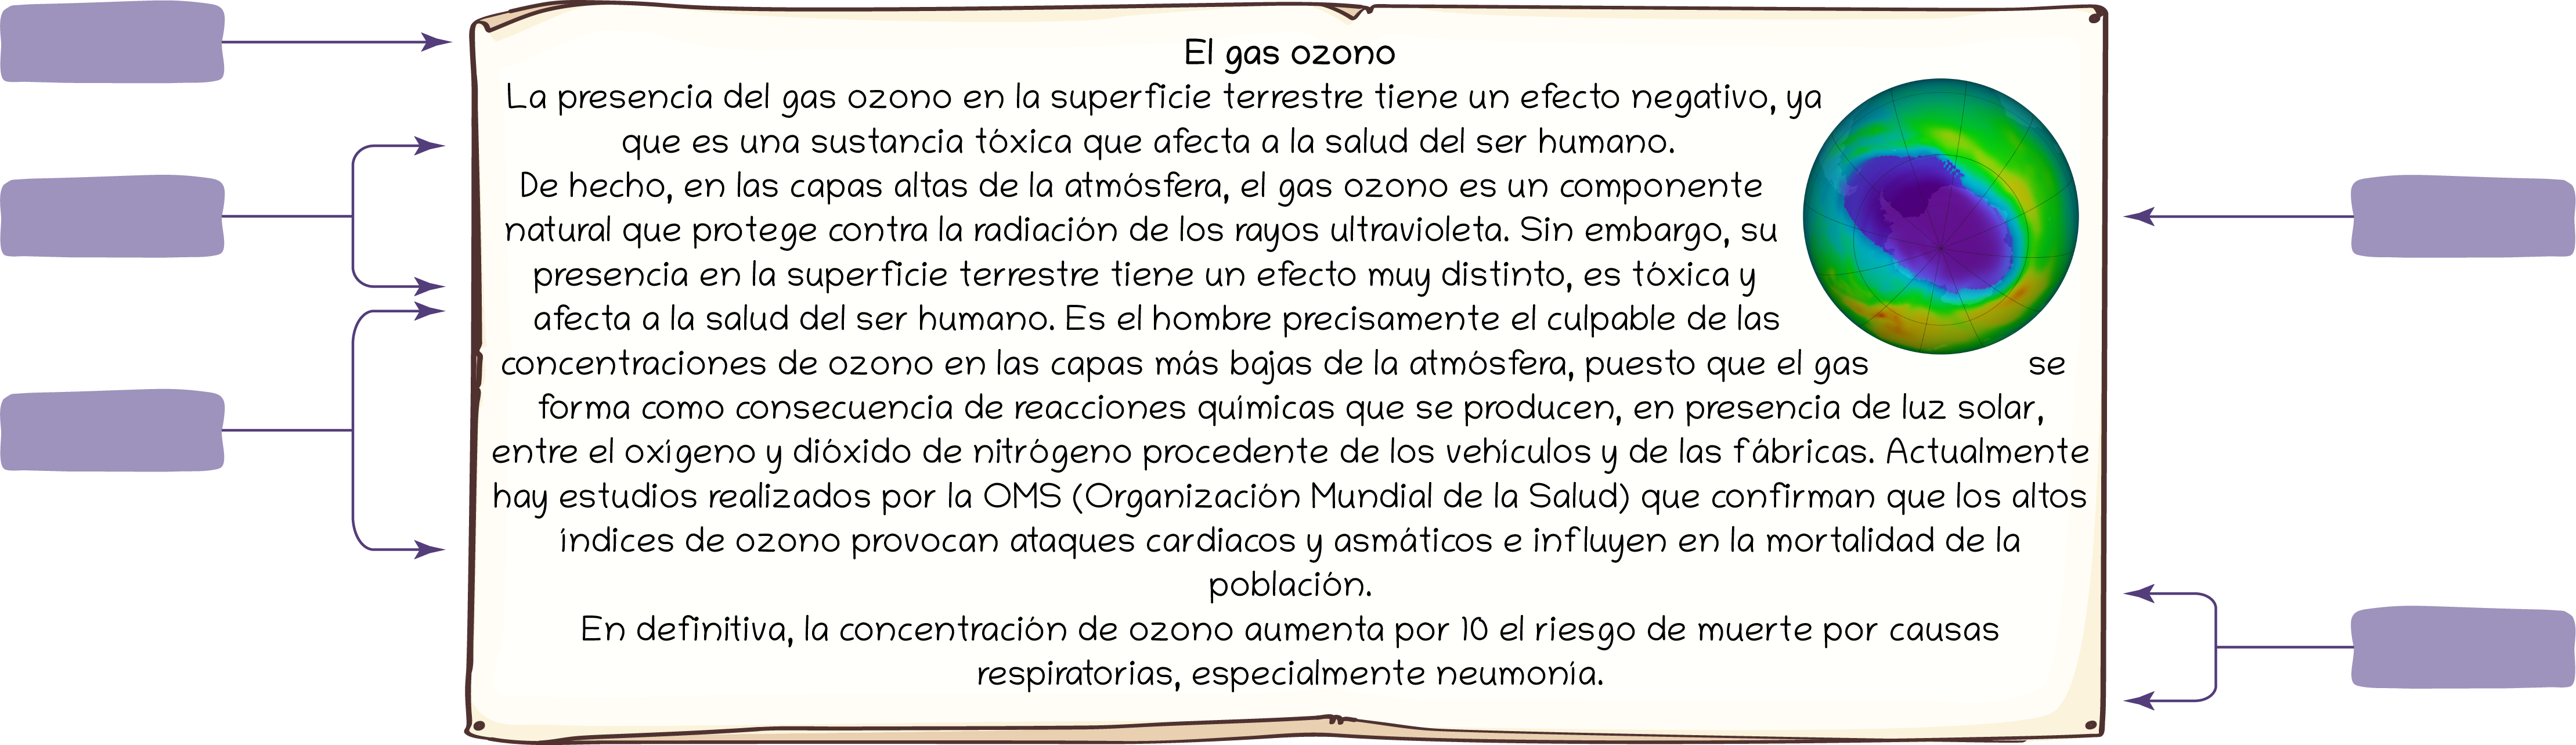 El gas ozono
La presencia del gas ozono en la superficie terrestre tiene un efecto negativo, ya
que es una sustancia tóxica que afecta a la salud del ser humano.
De hecho, en las capas altas de la atmósfera, el gas ozono es un componente
natural que protege contra la radiación de los rayos ultravioleta. Sin embargo, su
presencia en la superficie terrestre tiene un efecto muy distinto, es tóxica y
afecta a la salud del ser humano. Es el hombre precisamente el culpable de las
concentraciones de ozono en las capas más bajas de la atmósfera, puesto que el gas se
forma como consecuencia de reacciones químicas que se producen, en presencia de luz solar,
entre el oxígeno y dióxido de nitrógeno procedente de los vehículos y de las fábricas. Actualmente
hay estudios realizados por la OMS (Organización Mundial de la Salud) que confirman que los altos
índices de ozono provocan ataques cardiacos y asmáticos e influyen en la mortalidad de la
población.
En definitiva, la concentración de ozono aumenta por 10 el riesgo de muerte por causas
respiratorias, especialmente neumonía.